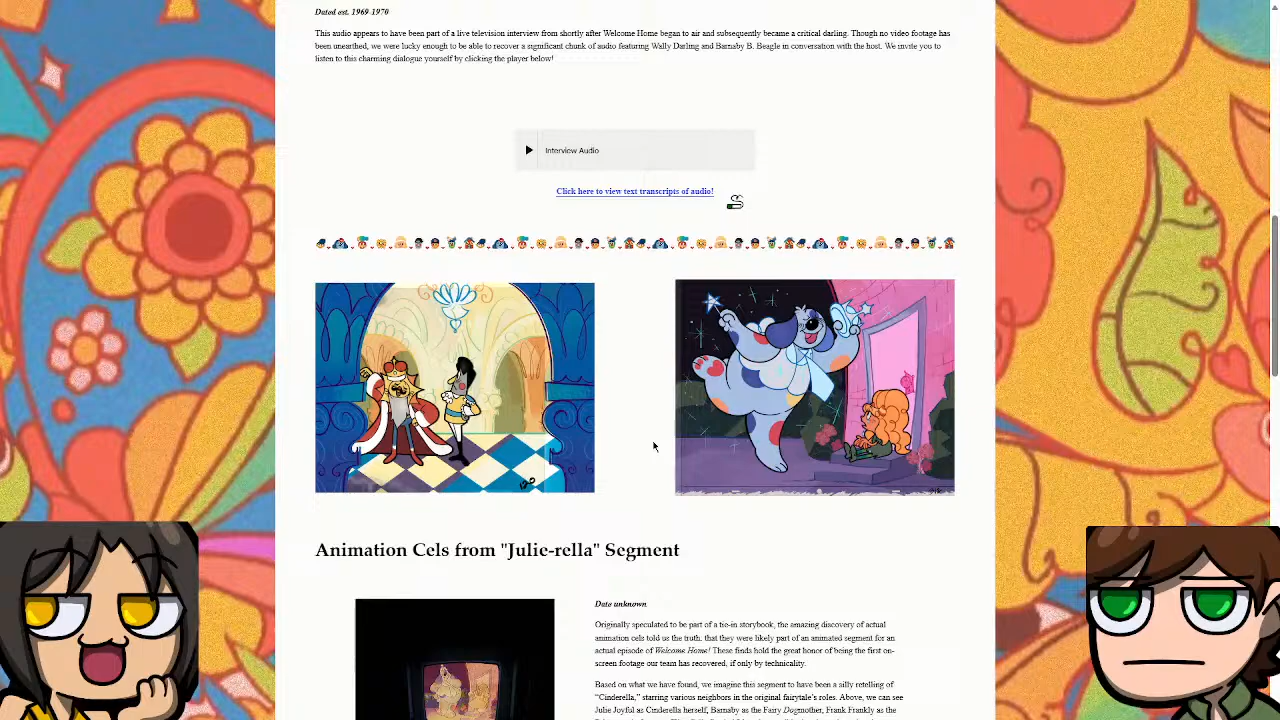 Dated est. 1969-1970
This audio appears to have been part of a live television interview from shortly after Welcome Home began to air and subsequently became a critical darling. Though no video footage has
been unearthed, we were lucky enough to be able to recover a significant chunk of audio featuring Wally Darling and Barnaby B. Beagle in conversation with the host. We invite you to
listen to this charming dialogue yourself by clicking the player below!
Interview Audio
Click here to view text transcripts of audio!
Animation Cels from "Julie-rella" Segment
Date unknown
Originally speculated to be part of a tie-in storybook, the amazing discovery of actual
animation cels told us the truth: that they were likely part of an animated segment for an
actual episode of Welcome Home! These finds hold the great honor of being the first on-
screen footage our team has recovered, if only by technicality.
Based on what we have found, we imagine this segment to have been a silly retelling of
“Cinderella,” starring various neighbors in the original fairytale's roles. Above, we can see
Julie Joyful as Cinderella herself, Barnaby as the Fairy Dogmother, Frank Frankly as the